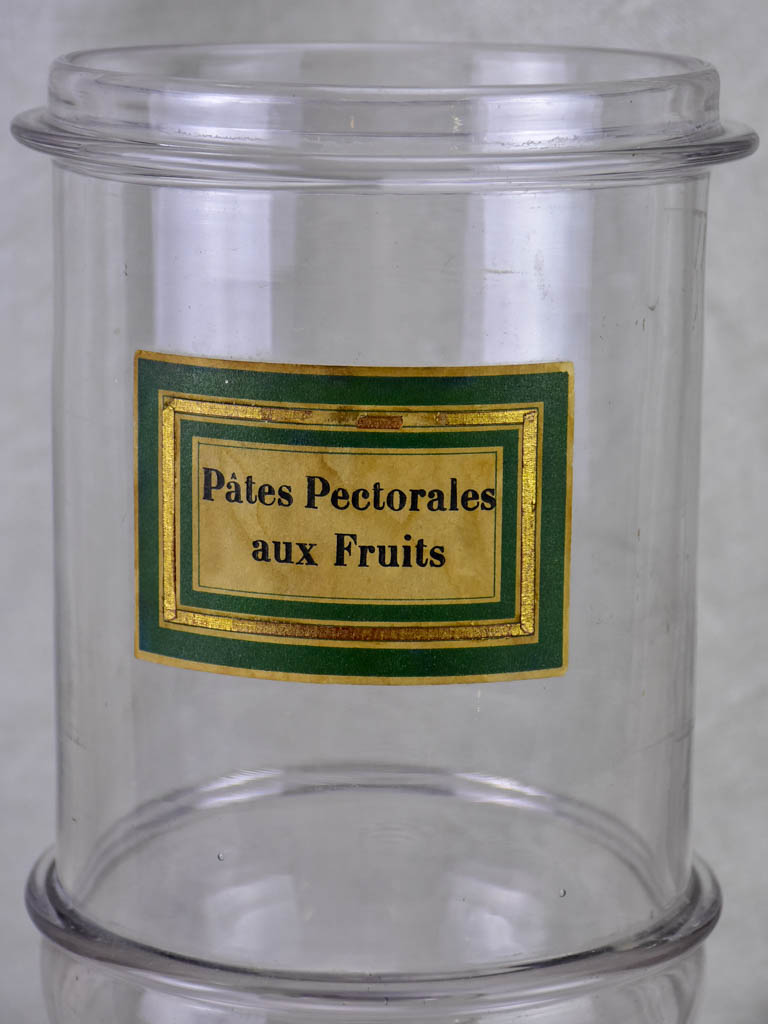 Pâtes Pectorales
aux Fruits